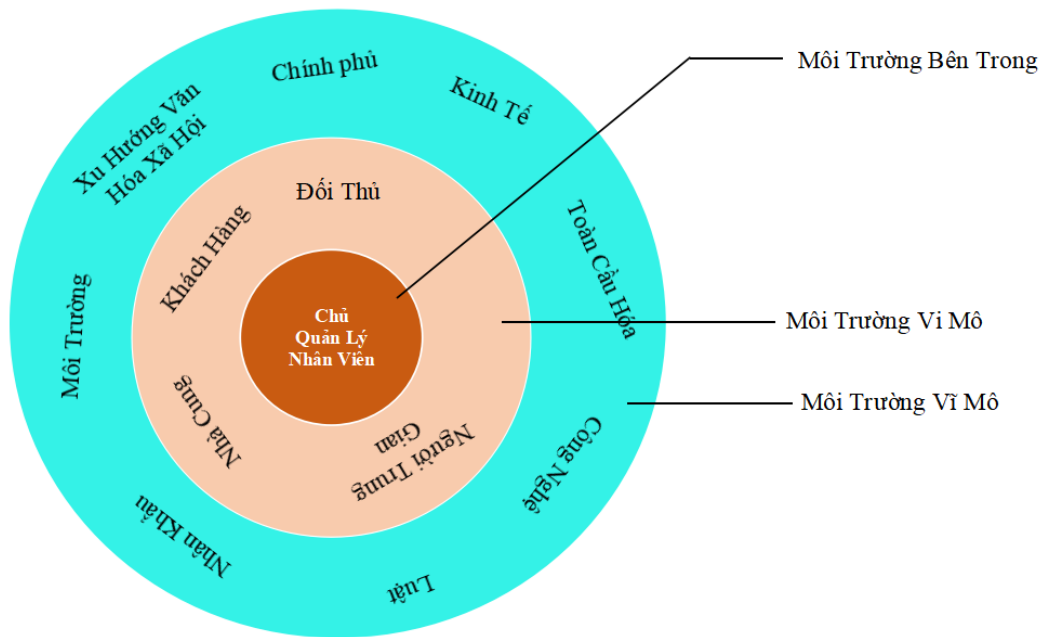 Chính phủ
Kinh Tế
Xu Hướng Văn
Hóa Xã Hội
Toàn Cầu Hóa
Môi Trường
Công Nghệ
Nhân Khẩu
Luật
Đối Thủ
Khách Hàng
Nhà Cung
Người Trung
Gian
Chủ
Quản Lý
Nhân Viên
Môi Trường Bên Trong
Môi Trường Vi Mô
Môi Trường Vĩ Mô